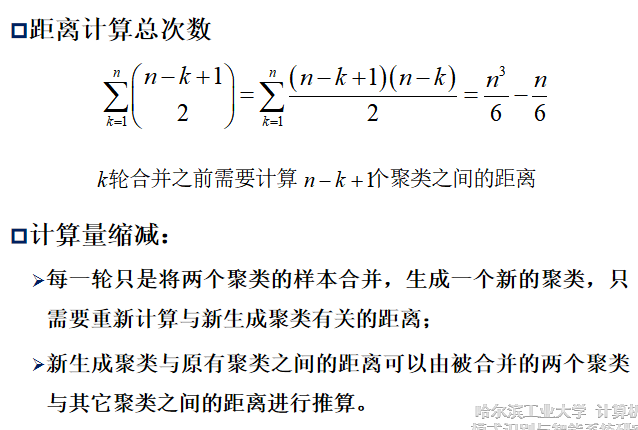 距离计算总次数
$$\sum_{k=1}^{n}\binom{n-k+1}{2}=\sum_{k=1}^{n}\frac{(n-k+1)(n-k)}{2}=\frac{n^3}{6}-\frac{n}{6}$$
k轮合并之前需要计算 n-k+1个聚类之间的距离
计算量缩减：
➢每一轮只是将两个聚类的样本合并，生成一个新的聚类，只
需要重新计算与新生成聚类有关的距离；
➢新生成聚类与原有聚类之间的距离可以由被合并的两个聚类
与其它聚类之间的距离进行推算。
哈尔滨工业大学 计算机